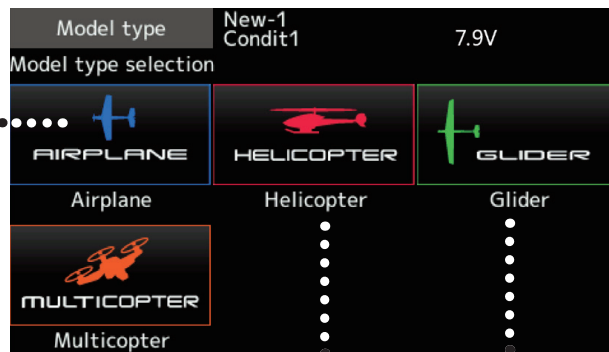 Model type
New-1
Condit1
7.9V
Model type selection
AIRPLANE
HELICOPTER
GLIDER
Airplane
Helicopter
Glider
MULTICOPTER
Multicopter